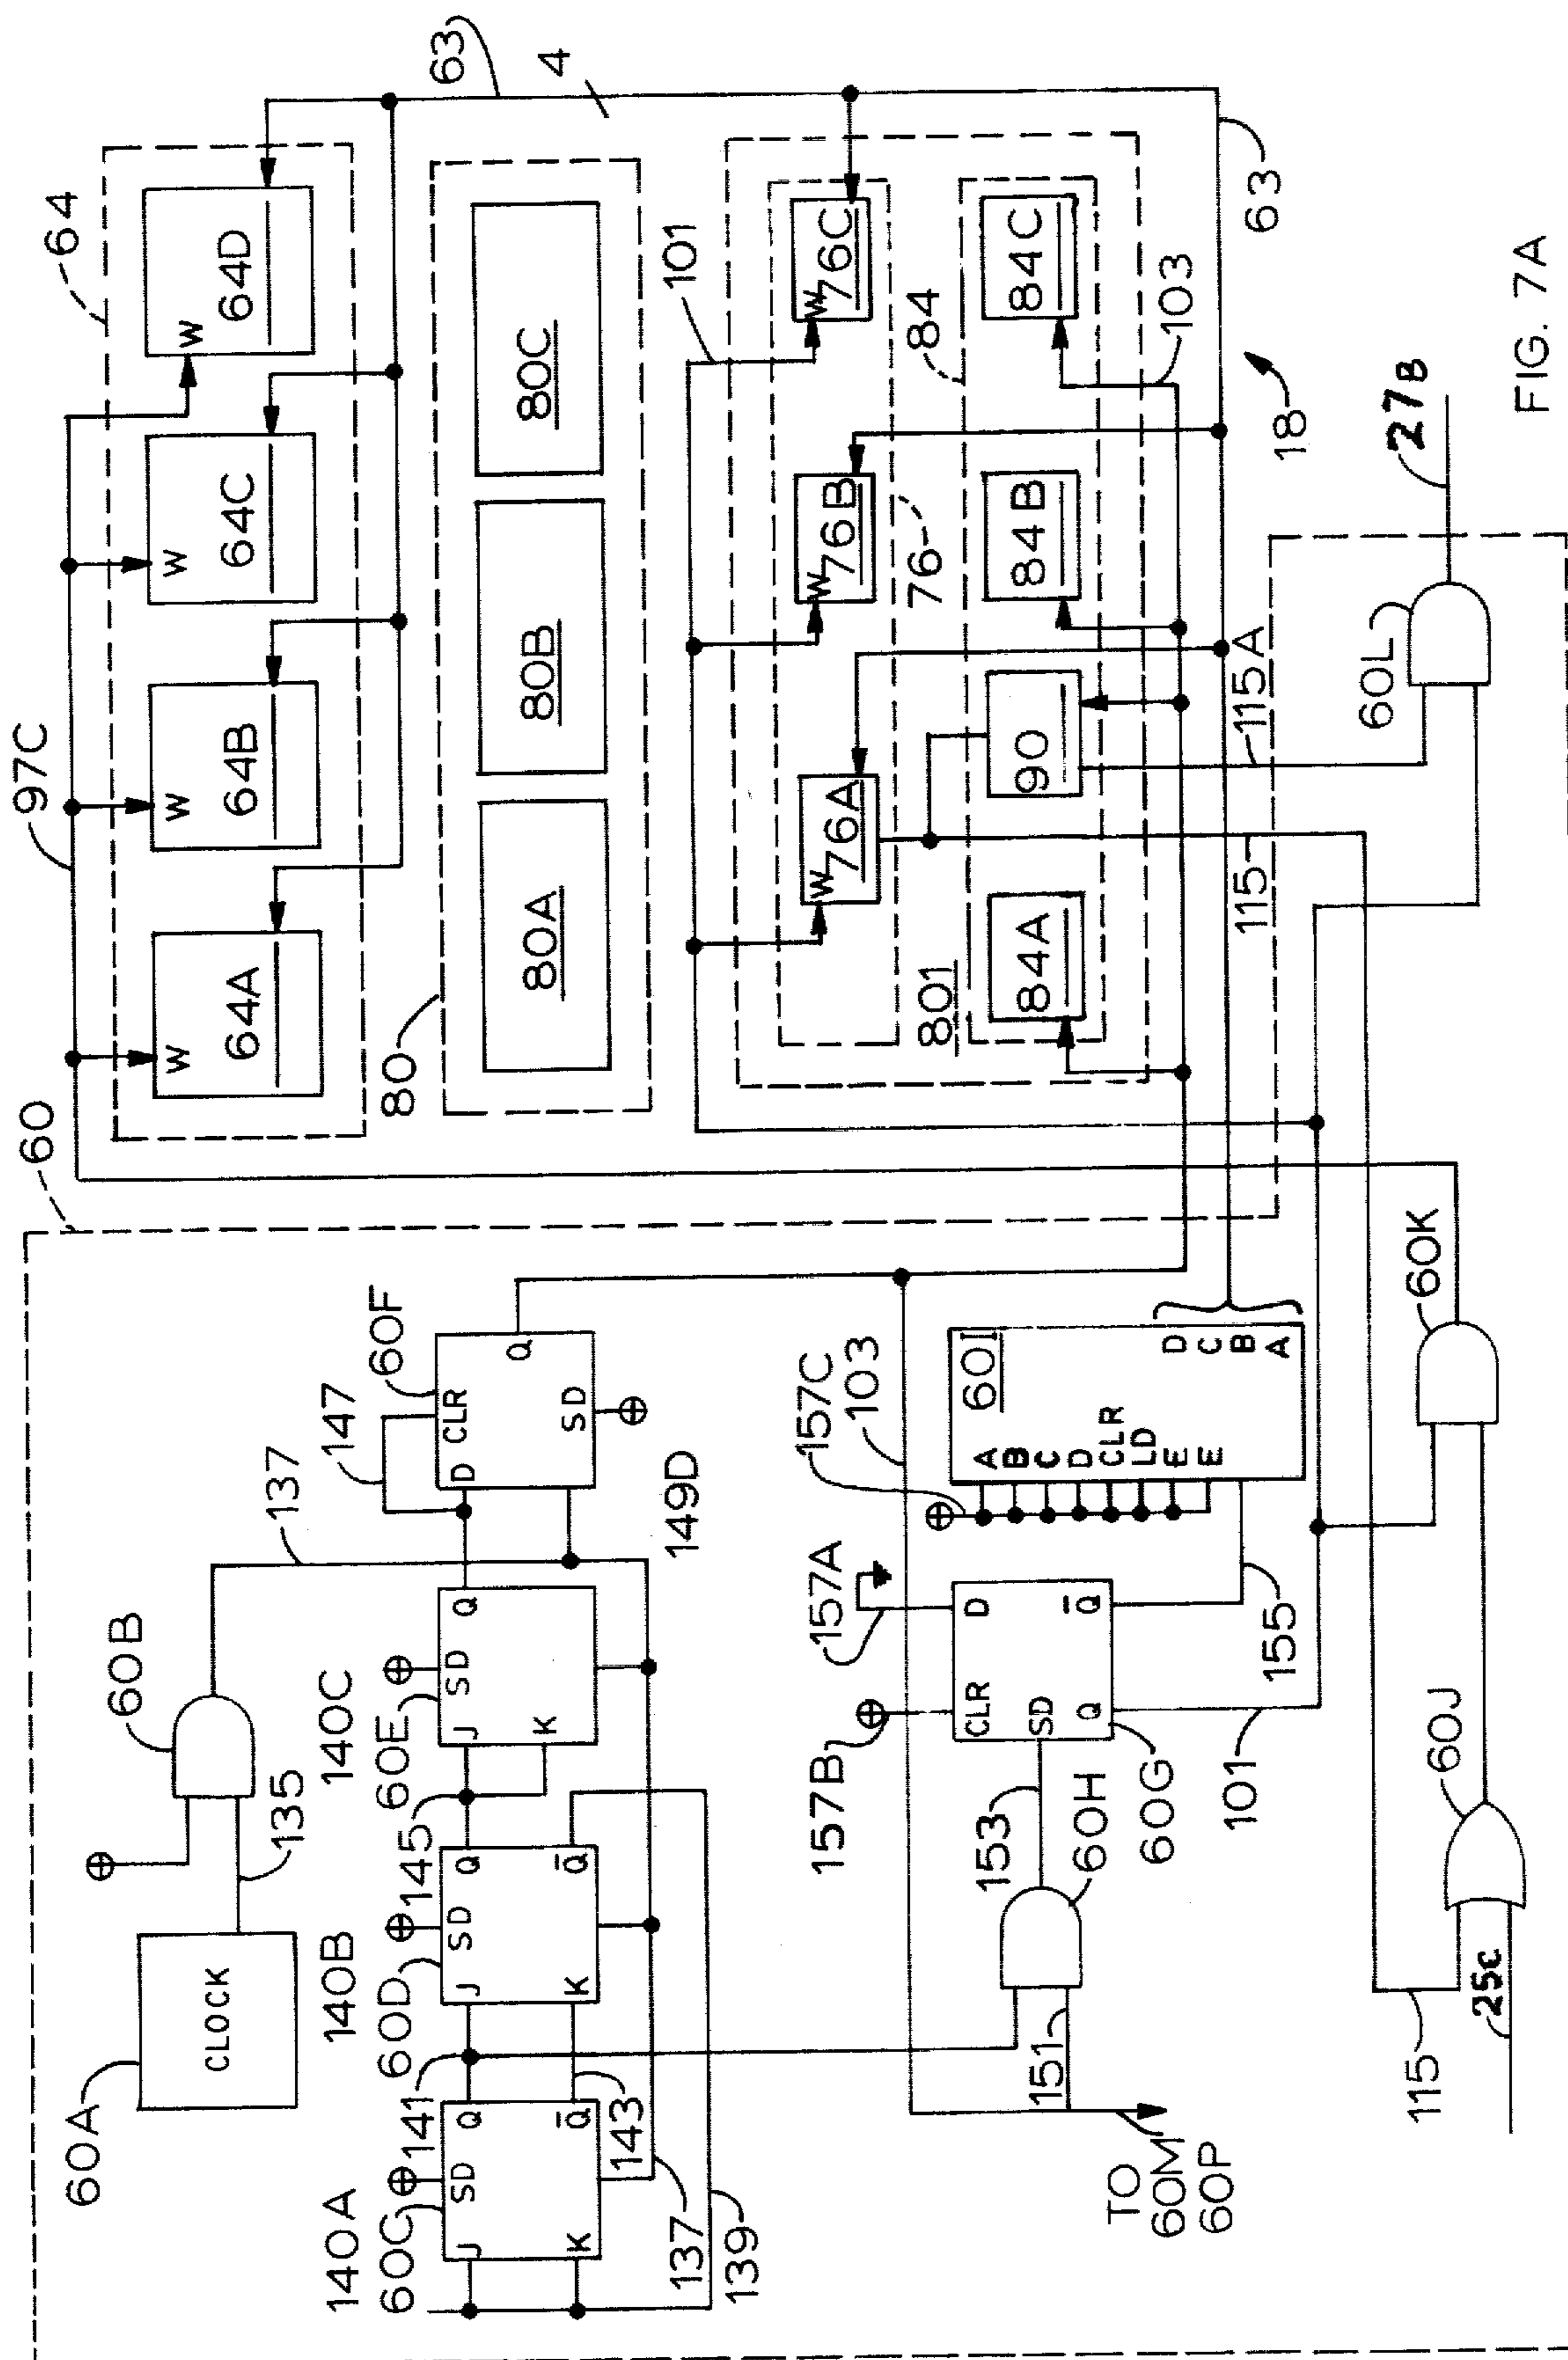 60
97C
64
63
4
W
64A
W
64B
W
64C
W
64D
80
80A
80B
80C
101
801
W
76A
W
76B
W
76C
76
84
84A
90
84B
84C
103
63
18
115
115A
60L
27B
FIG. 7A
60A
CLOCK
135
60B
137
140A
60C
J
K
SD
Q
Q̅
141
143
140B
60D
J
K
SD
Q
Q̅
145
140C
60E
J
K
SD
Q
147
60F
D
CLR
SD
Q
149D
137
139
103
157C
157A
157B
CLR
D
SD
Q
Q̅
60G
153
60H
151
TO
60M
60P
101
155
60I
A
B
C
D
CLR
LD
E
E
D
C
B
A
60K
60J
115
25C